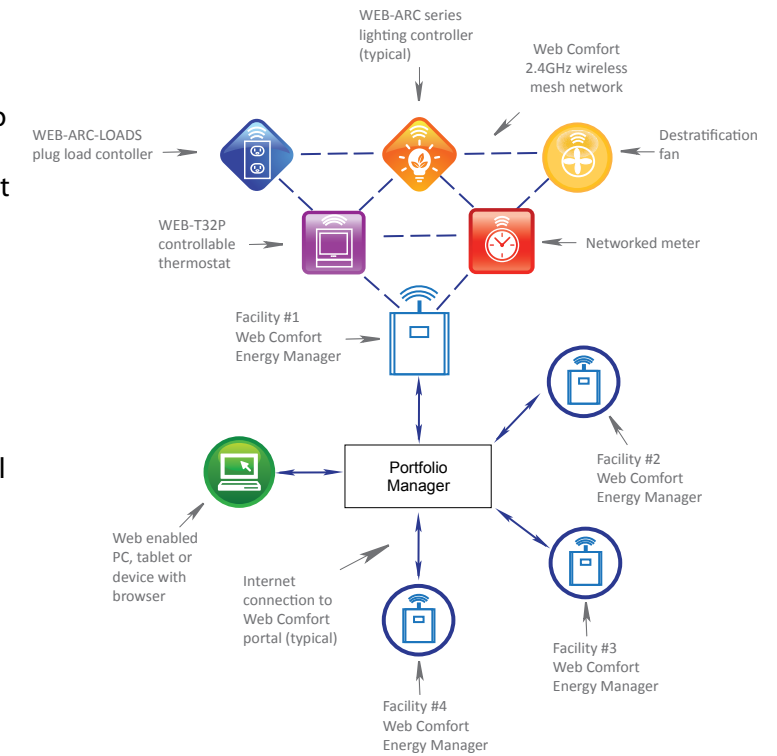 WEB-ARC series
lighting controller
(typical)
Web Comfort
2.4GHz wireless
mesh network
WEB-ARC-LOADS
plug load contoller
Destratification
fan
WEB-T32P
controllable
thermostat
Networked meter
Facility #1
Web Comfort
Energy Manager
Portfolio
Manager
Facility #2
Web Comfort
Energy Manager
Web enabled
PC, tablet or
device with
browser
Internet
connection to
Web Comfort
portal (typical)
Facility #3
Web Comfort
Energy Manager
Facility #4
Web Comfort
Energy Manager